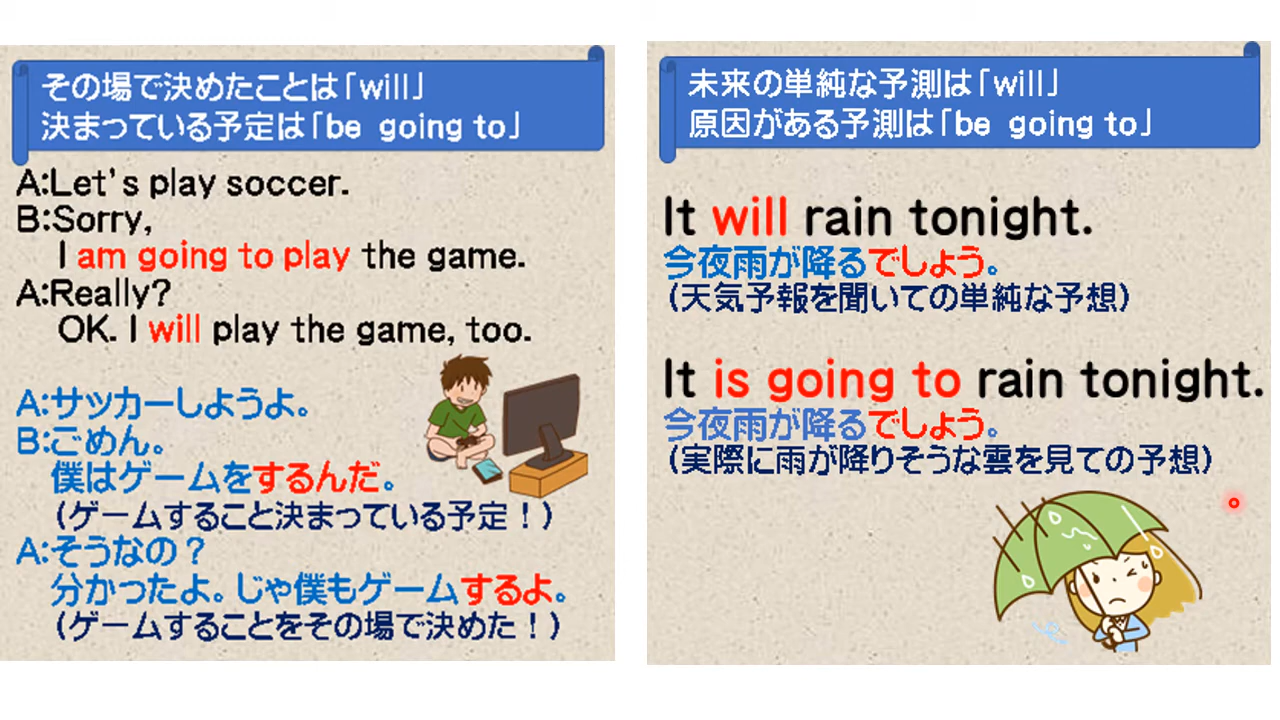 その場で決めたことは「will」
決まっている予定は「be going to」
A:Let's play soccer.
B:Sorry,
I am going to play the game.
A:Really?
OK. I will play the game, too.
A:サッカーしようよ。
B:ごめん。
僕はゲームをするんだ。
（ゲームすること決まっている予定！）
A:そうなの？
分かったよ。じゃ僕もゲームするよ。
（ゲームすることをその場で決めた！）
未来の単純な予測は「will」
原因がある予測は「be going to」
It will rain tonight.
今夜雨が降るでしょう。
（天気予報を聞いての単純な予想）
It is going to rain tonight.
今夜雨が降るでしょう。
（実際に雨が降りそうな雲を見ての予想）